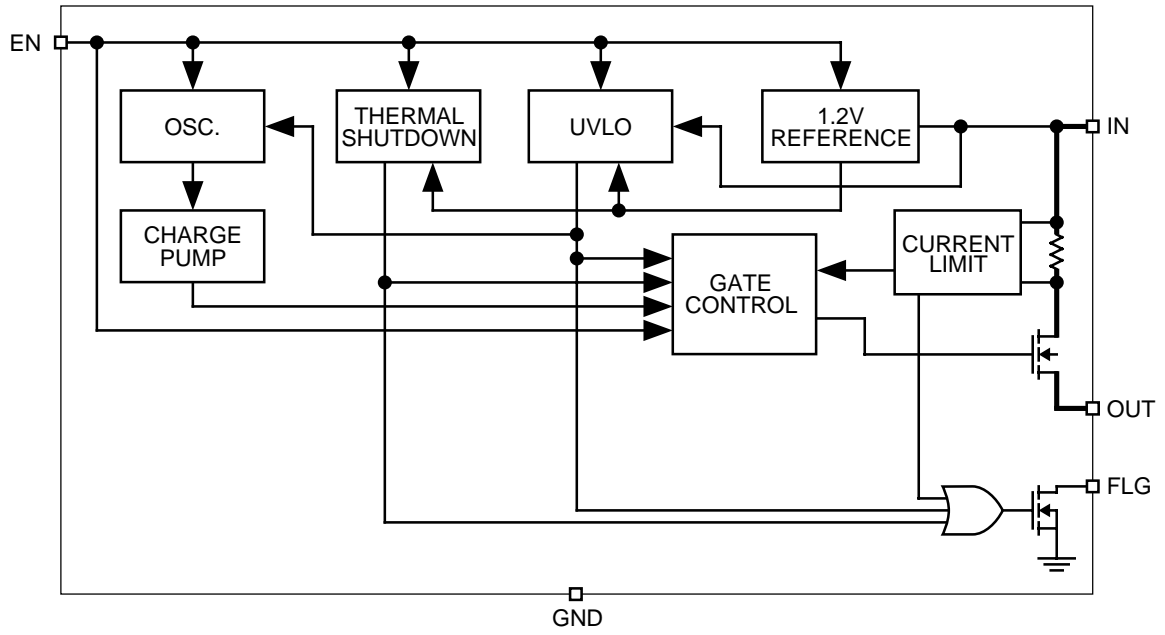 EN
OSC.
THERMAL
SHUTDOWN
UVLO
1.2V
REFERENCE
IN
CHARGE
PUMP
GATE
CONTROL
CURRENT
LIMIT
OUT
FLG
GND